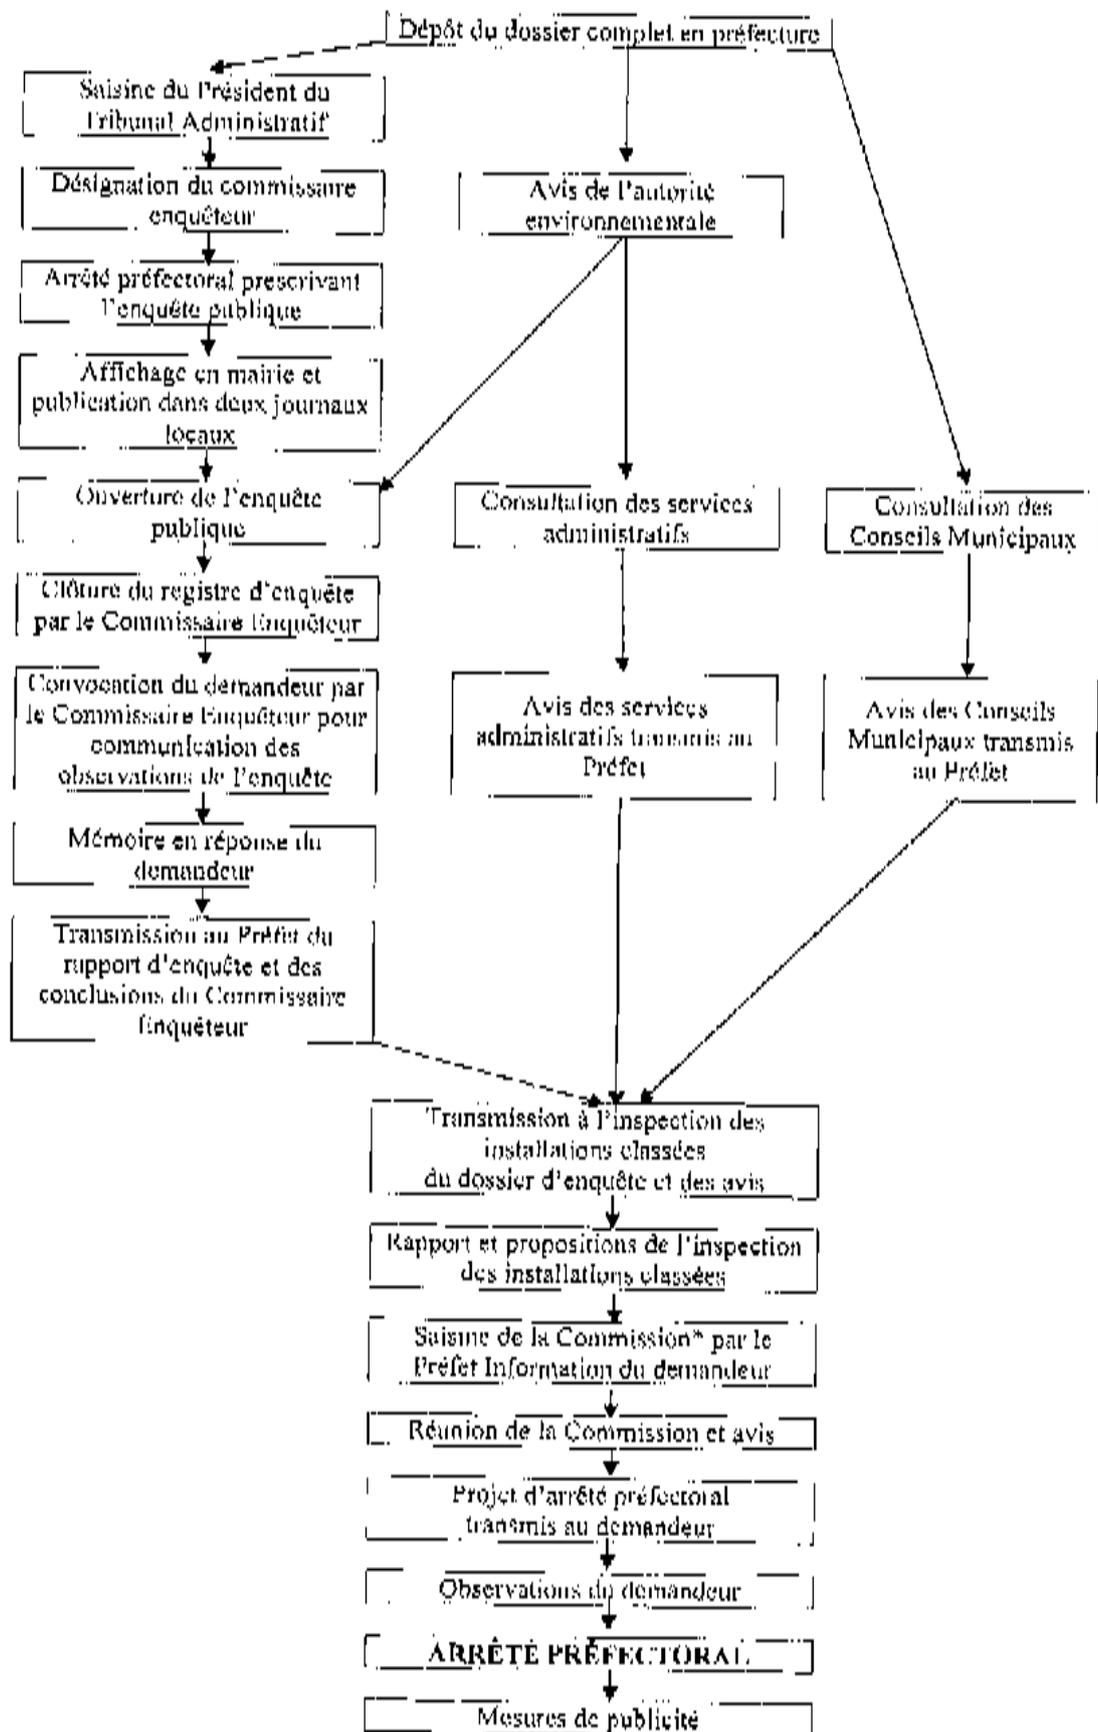 Dépôt du dossier complet en préfecture
Saisine du Président du
Tribunal Administratif
Désignation du commissaire
enquêteur
Arrêté préfectoral prescrivant
l'enquête publique
Affichage en mairie et
publication dans deux journaux
locaux
Ouverture de l'enquête
publique
Clôture du registre d'enquête
par le Commissaire Enquêteur
Convocation du demandeur par
le Commissaire Enquêteur pour
communication des
observations de l'enquête
Mémoire en réponse du
demandeur
Transmission au Préfet du
rapport d'enquête et des
conclusions du Commissaire
Enquêteur
Avis de l'autorité
environnementale
Consultation des services
administratifs
Avis des services
administratifs transmis au
Préfet
Consultation des
Conseils Municipaux
Avis des Conseils
Municipaux transmis
au Préfet
Transmission à l'inspection des
installations classées
du dossier d'enquête et des avis
Rapport et propositions de l'inspection
des installations classées
Saisine de la Commission* par le
Préfet Information du demandeur
Réunion de la Commission et avis
Projet d'arrêté préfectoral
transmis au demandeur
Observations du demandeur
ARRÊTÉ PRÉFECTORAL
Mesures de publicité